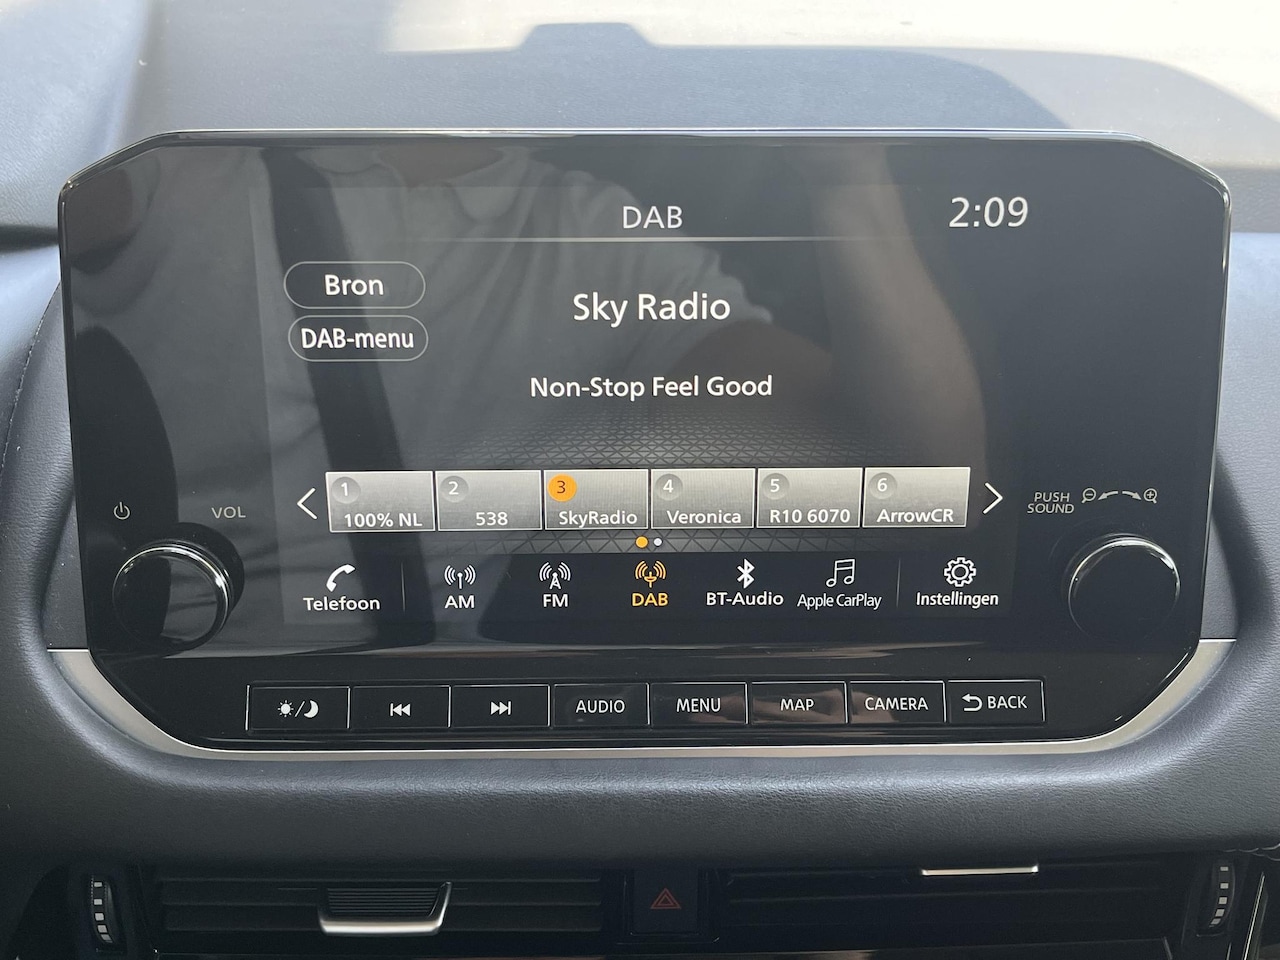 DAB
2:09
Bron
DAB-menu
Sky Radio
Non-Stop Feel Good
1
100% NL
2
538
3
SkyRadio
4
Veronica
5
R10 6070
6
ArrowCR
VOL
PUSH
SOUND
Telefoon
AM
FM
DAB
BT-Audio
Apple CarPlay
Instellingen
AUDIO
MENU
MAP
CAMERA
BACK